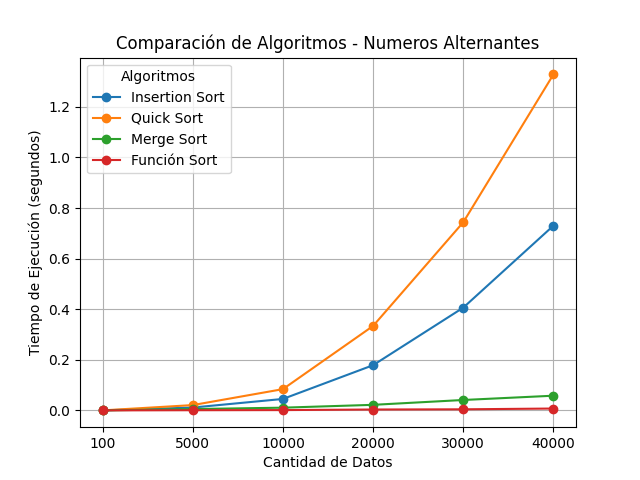 Comparación de Algoritmos - Numeros Alternantes
Algoritmos
Insertion Sort
Quick Sort
Merge Sort
Función Sort
Tiempo de Ejecución (segundos)
1.2
1.0
0.8
0.6
0.4
0.2
0.0
100 5000 10000 20000 30000 40000
Cantidad de Datos